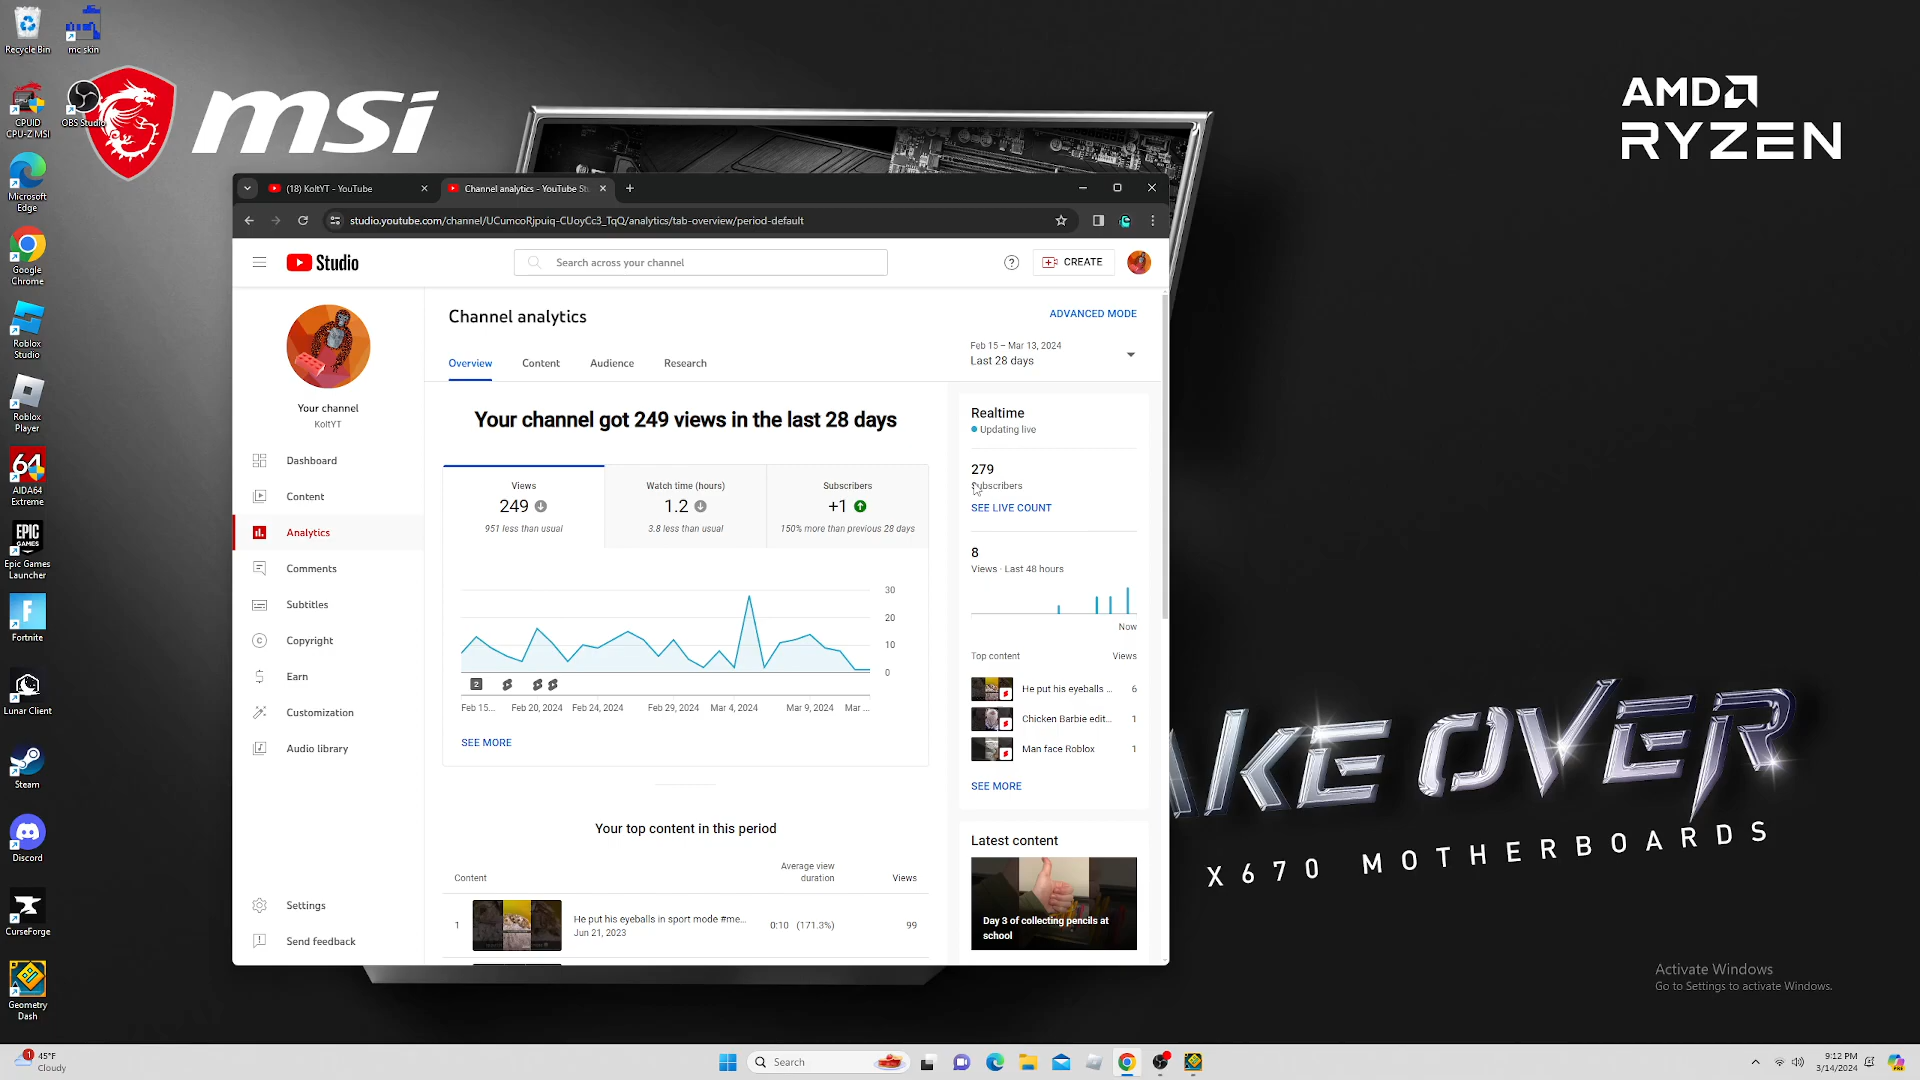 Recycle Bin
mc skin
CPUID
CPU-Z MSI
OBS Studio
Microsoft
Edge
Google
Chrome
Roblox
Studio
Roblox
Player
64
AIDA64
Extreme
EPIC
GAMES
Epic Games
Launcher
Fortnite
Lunar Client
Steam
Discord
CurseForge
Geometry
Dash
msi
AMD
RYZEN
(18) KoltYT - YouTube
Channel analytics - YouTube St
studio.youtube.com/channel/UCumcoRjpuiq-CUoyCc3_TqQ/analytics/tab-overview/period-default
Studio
Search across your channel
CREATE
Your channel
KoltYT
Dashboard
Content
Analytics
Comments
Subtitles
Copyright
Earn
Customization
Audio library
Settings
Send feedback
Channel analytics
ADVANCED MODE
Overview
Content
Audience
Research
Feb 15 – Mar 13, 2024
Last 28 days
Your channel got 249 views in the last 28 days
Views
249
951 less than usual
Watch time (hours)
1.2
3.8 less than usual
Subscribers
+1
150% more than previous 28 days
30
20
10
0
2
Feb 15...
Feb 20, 2024
Feb 24, 2024
Feb 29, 2024
Mar 4, 2024
Mar 9, 2024
Mar ...
SEE MORE
Your top content in this period
Content
Average view
duration
Views
1
He put his eyeballs in sport mode #me...
Jun 21, 2023
0:10 (171.3%)
99
Realtime
Updating live
279
Subscribers
SEE LIVE COUNT
8
Views · Last 48 hours
Now
Top content
Views
He put his eyeballs ...
6
Chicken Barbie edit...
1
Man face Roblox
1
SEE MORE
Latest content
Day 3 of collecting pencils at
school
AKE OVER
X670 MOTHERBOARDS
Activate Windows
Go to Settings to activate Windows.
1
45°F
Cloudy
Search
9:12 PM
3/14/2024